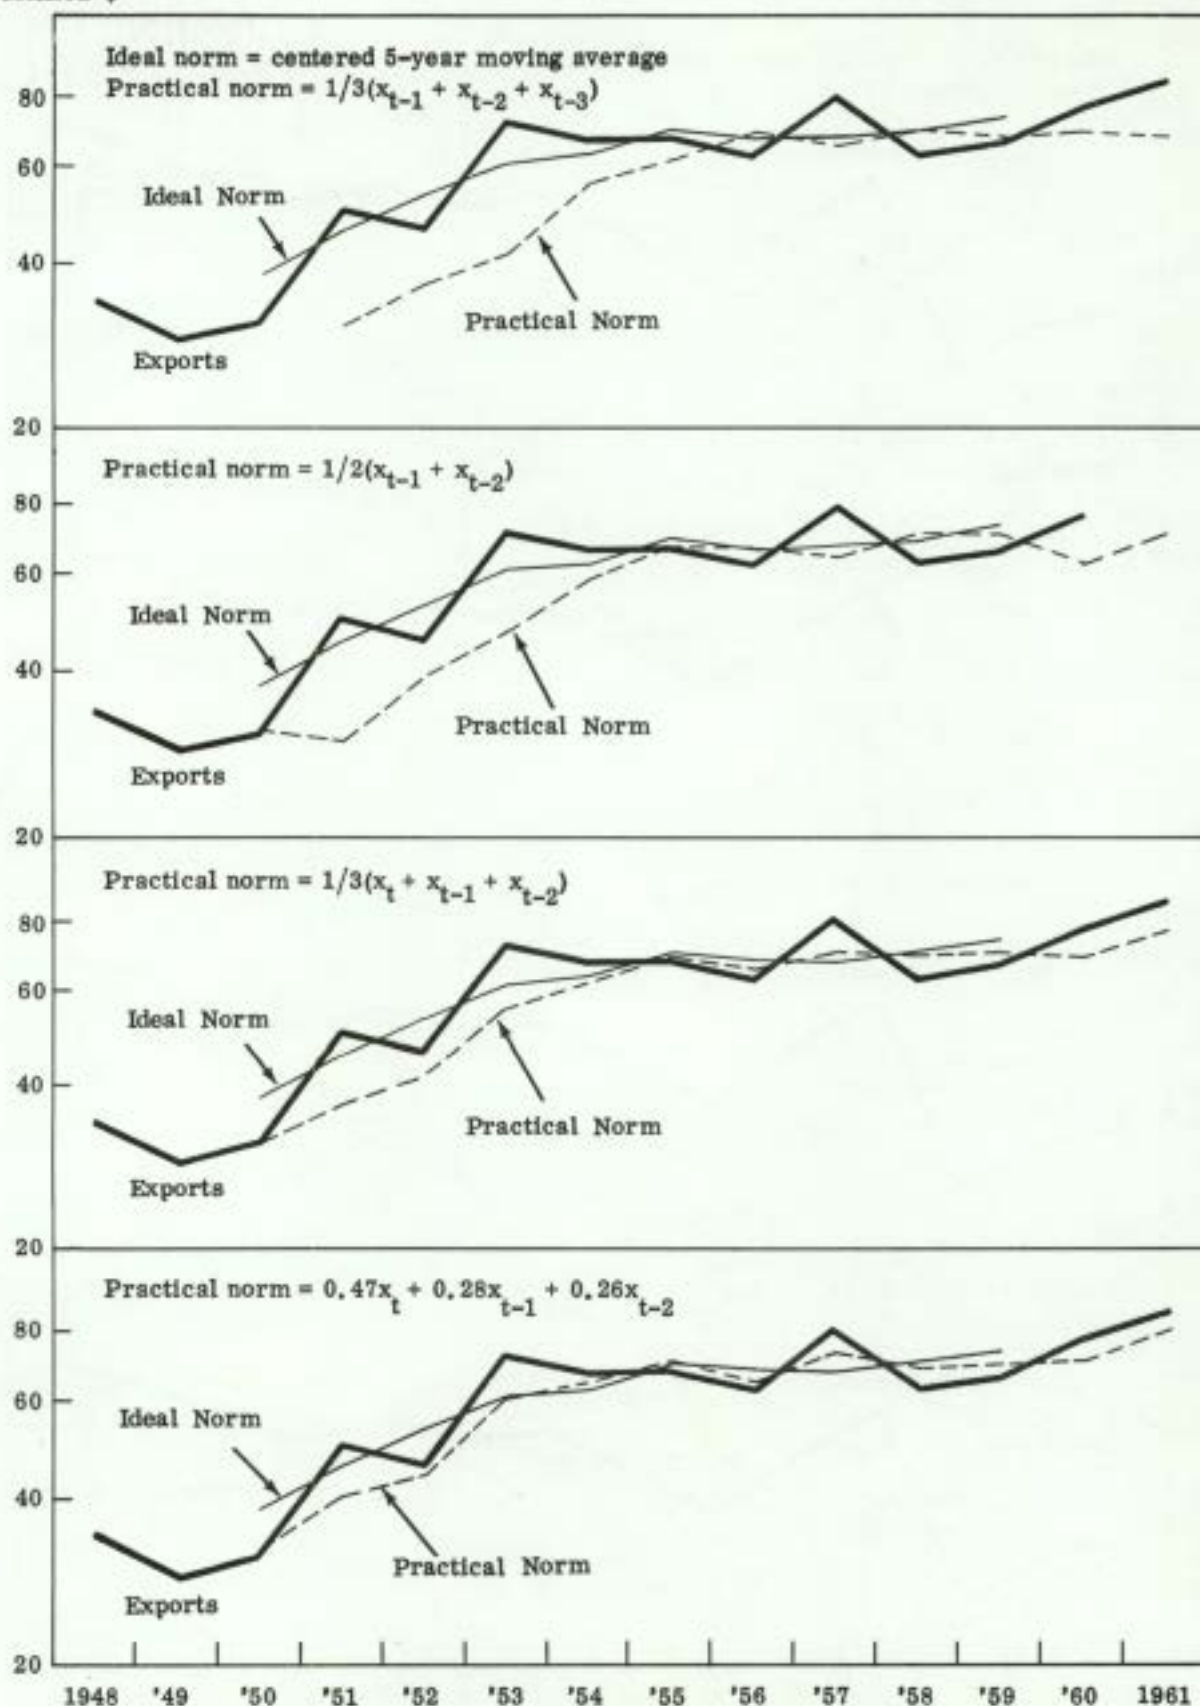 Ideal norm = centered 5-year moving average
Practical norm = 1/3(x_{t-1} + x_{t-2} + x_{t-3})
80
60
Ideal Norm
40
Practical Norm
Exports
20
Practical norm = 1/2(x_{t-1} + x_{t-2})
80
60
Ideal Norm
40
Practical Norm
Exports
20
Practical norm = 1/3(x_t + x_{t-1} + x_{t-2})
80
60
Ideal Norm
40
Practical Norm
Exports
20
Practical norm = 0.47x_t + 0.28x_{t-1} + 0.26x_{t-2}
80
60
Ideal Norm
40
Practical Norm
Exports
20
1948 '49 '50 '51 '52 '53 '54 '55 '56 '57 '58 '59 '60 1961